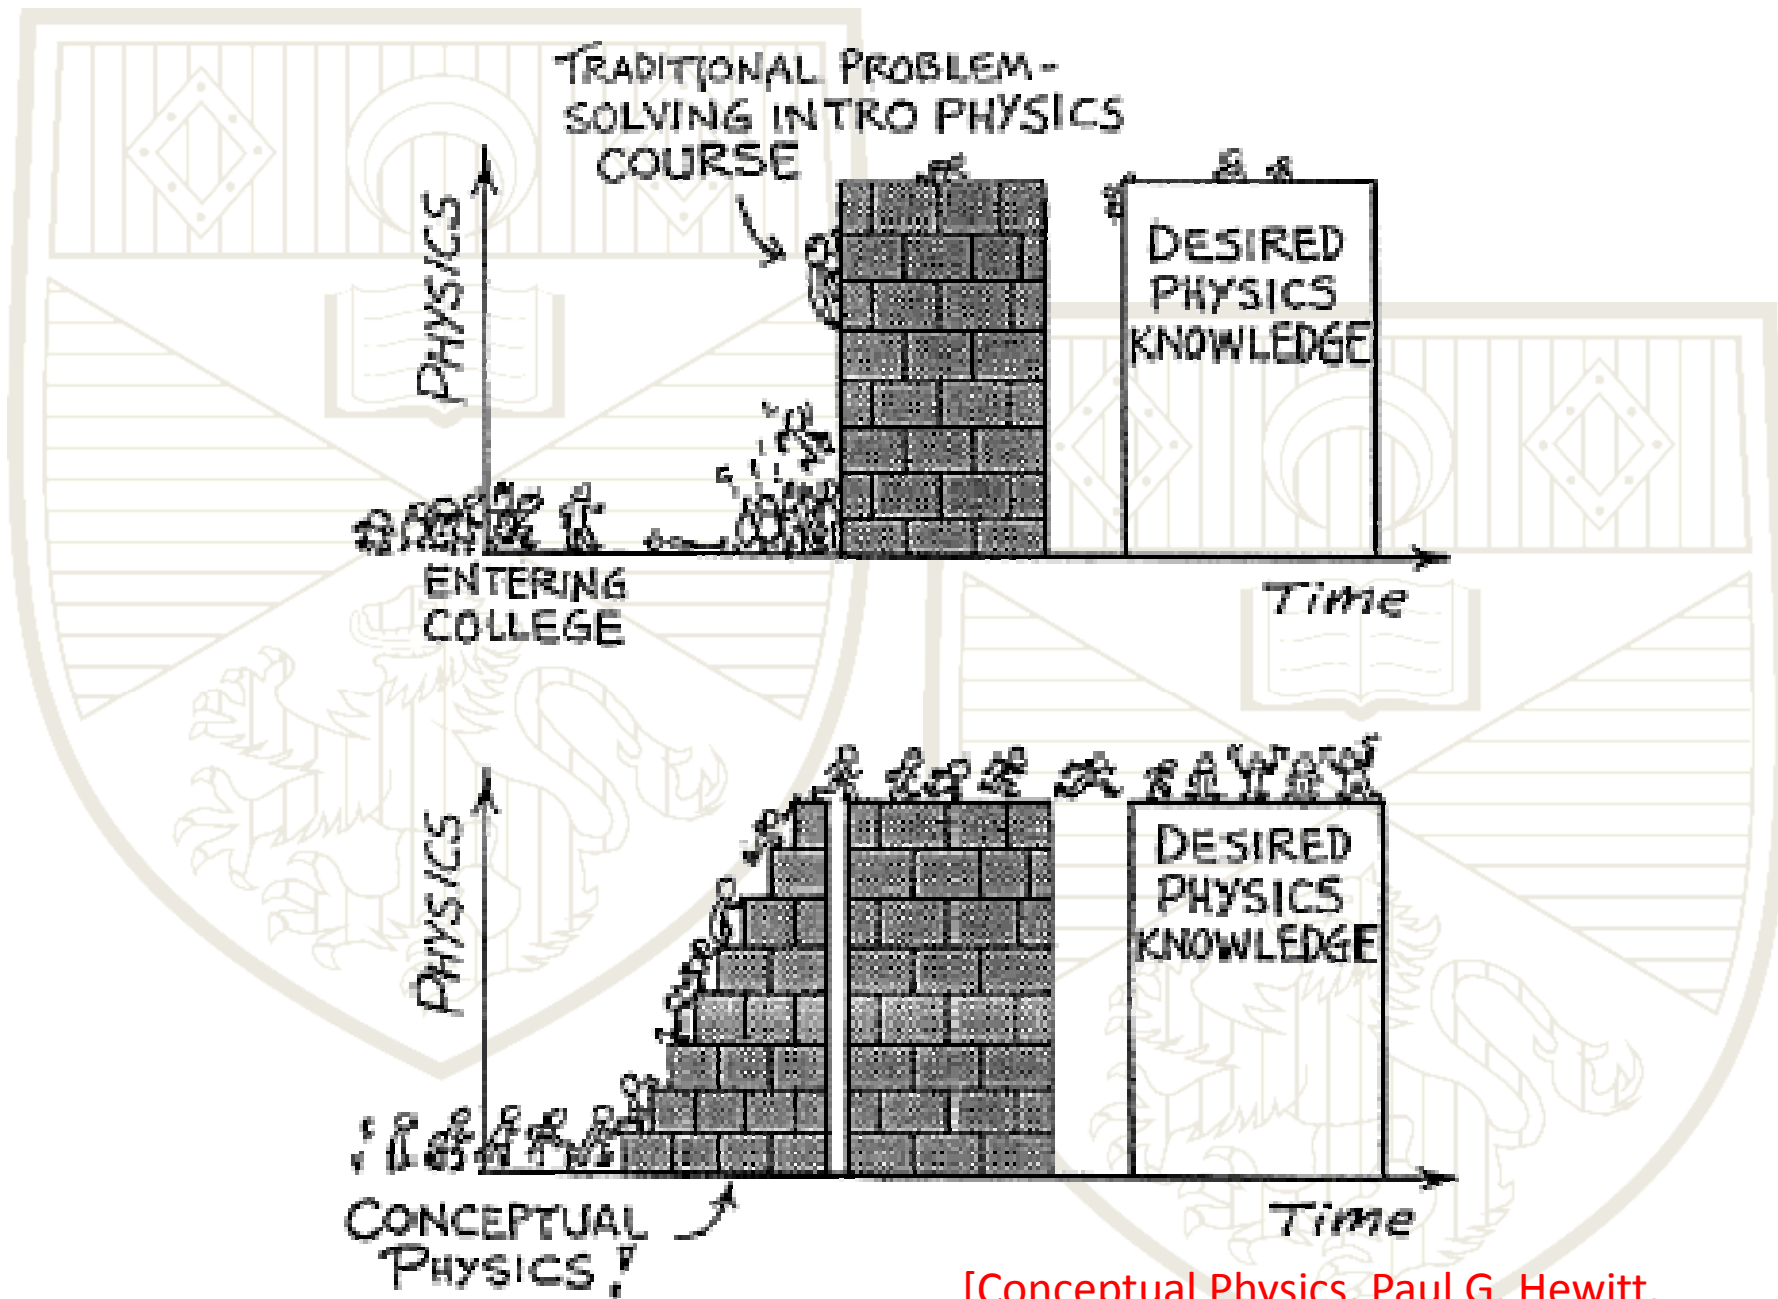 TRADITIONAL PROBLEM-
SOLVING INTRO PHYSICS
COURSE
PHYSICS
DESIRED
PHYSICS
KNOWLEDGE
ENTERING
COLLEGE
Time
PHYSICS
DESIRED
PHYSICS
KNOWLEDGE
CONCEPTUAL
PHYSICS!
Time
[Conceptual Physics, Paul G. Hewitt,